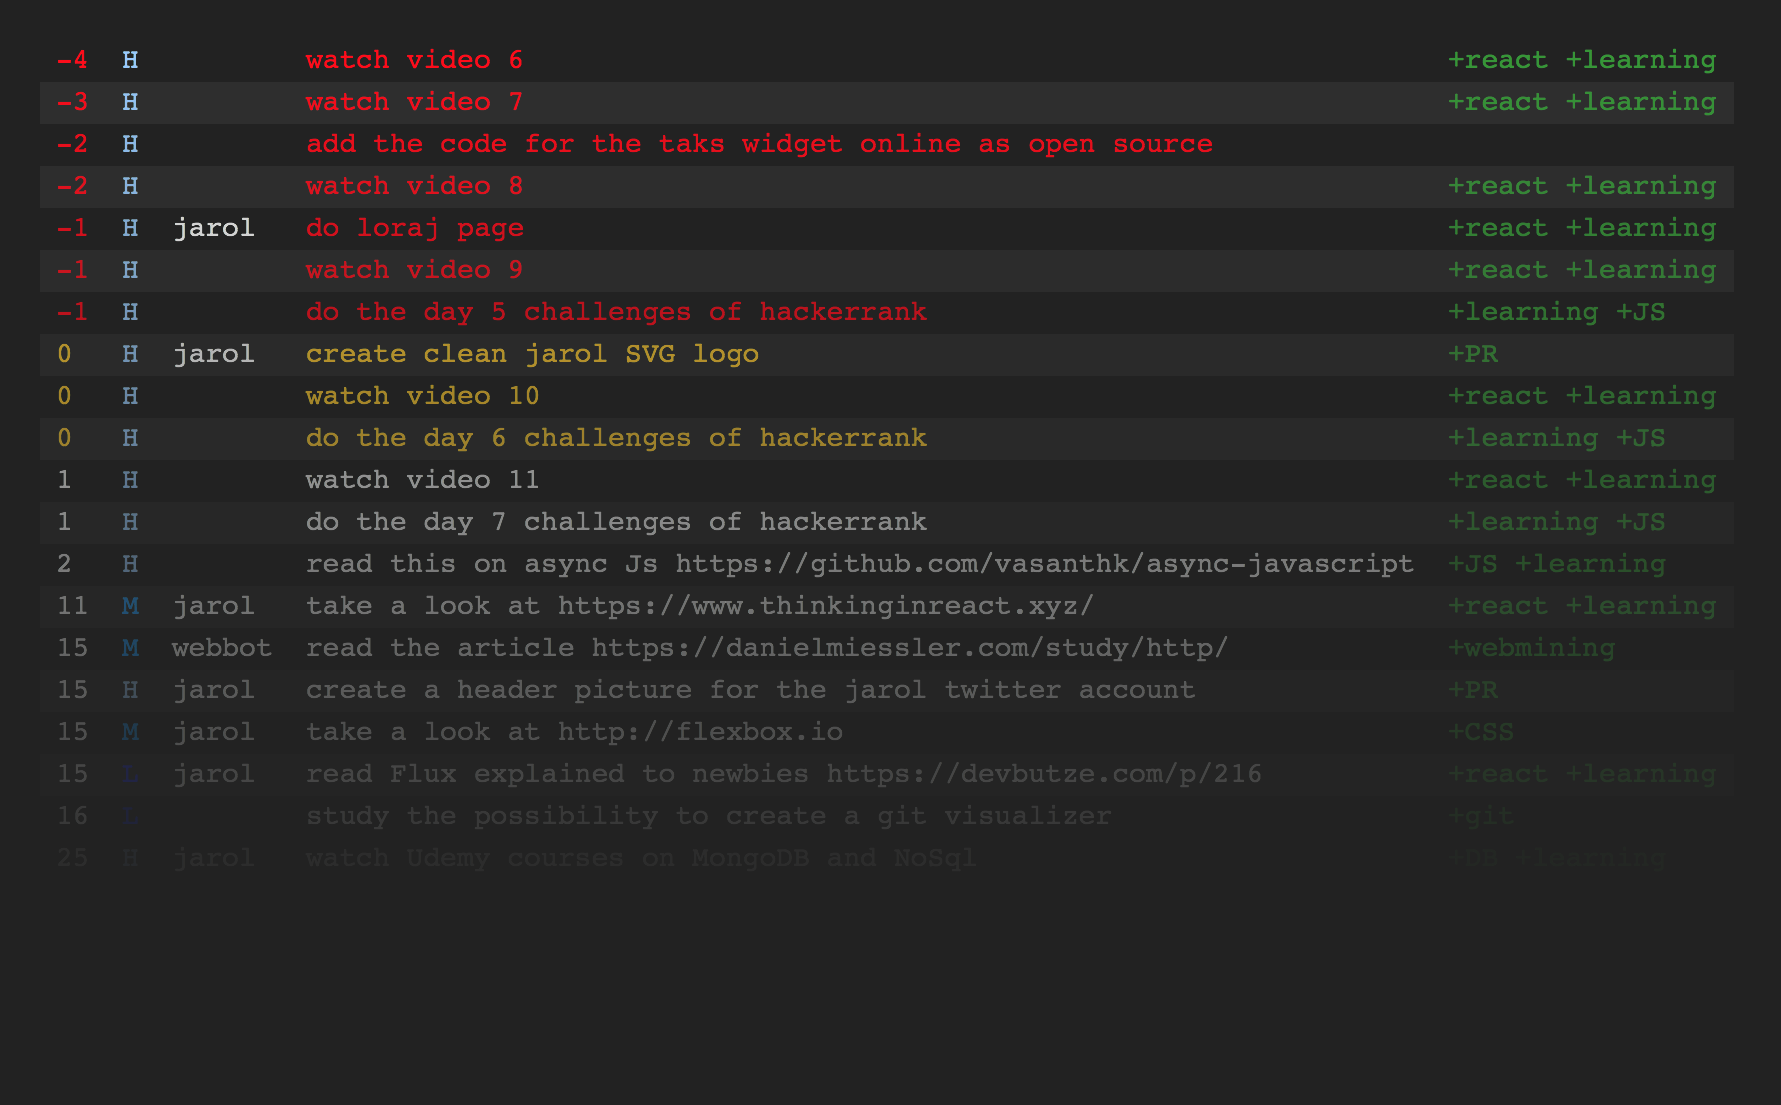 -4 H watch video 6 +react +learning
-3 H watch video 7 +react +learning
-2 H add the code for the taks widget online as open source
-2 H watch video 8 +react +learning
-1 H jarol do loraj page +react +learning
-1 H watch video 9 +react +learning
-1 H do the day 5 challenges of hackerrank +learning +JS
0 H jarol create clean jarol SVG logo +PR
0 H watch video 10 +react +learning
0 H do the day 6 challenges of hackerrank +learning +JS
1 H watch video 11 +react +learning
1 H do the day 7 challenges of hackerrank +learning +JS
2 H read this on async Js https://github.com/vasanthk/async-javascript +JS +learning
11 M jarol take a look at https://www.thinkinginreact.xyz/ +react +learning
15 M webbot read the article https://danielmiessler.com/study/http/ +webmining
15 H jarol create a header picture for the jarol twitter account +PR
15 M jarol take a look at http://flexbox.io +CSS
15 L jarol read Flux explained to newbies https://devbutze.com/p/216 +react +learning
16 L study the possibility to create a git visualizer +git
25 H jarol watch Udemy courses on MongoDB and NoSql +DB +learning